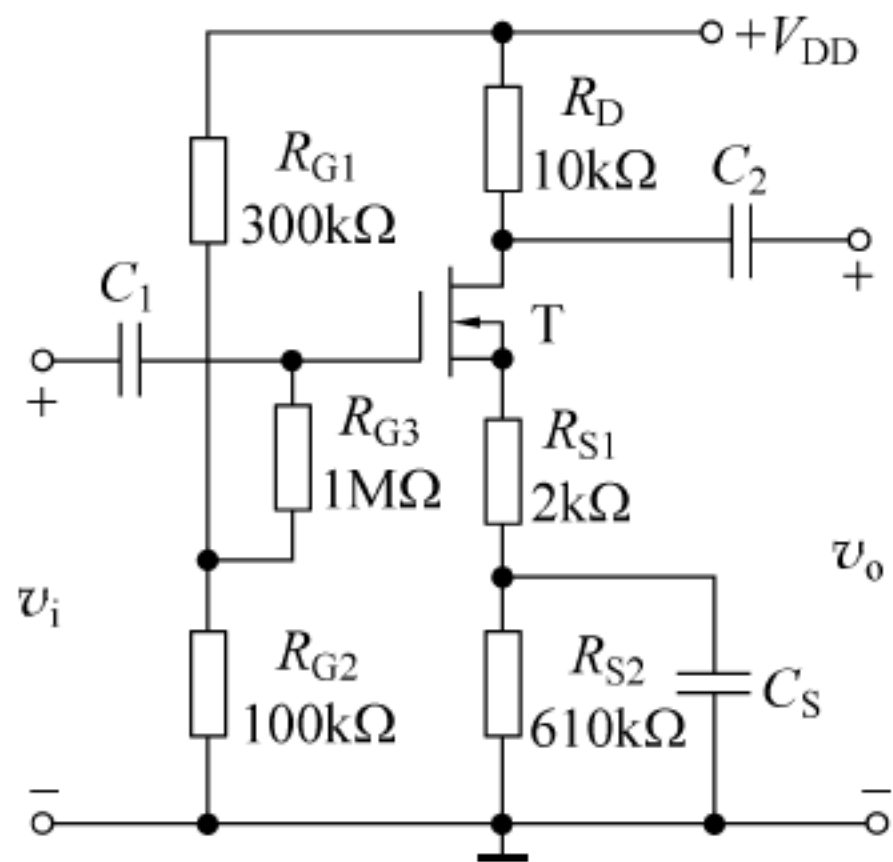 +V_DD
R_D
10kΩ
C_2
R_G1
300kΩ
+
C_1
T
+
R_G3
1MΩ
R_S1
2kΩ
v_o
v_i
R_G2
100kΩ
R_S2
610kΩ
C_S
−
−